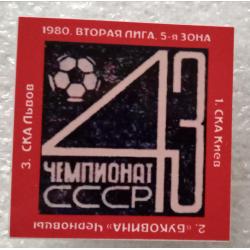 1980. ВТОРАЯ ЛИГА, 5-я ЗОНА
43
ЧЕМПИОНАТ
СССР
1. СКА Киев
2. «БУКОВИНА» Черновцы
3. СКА Львов